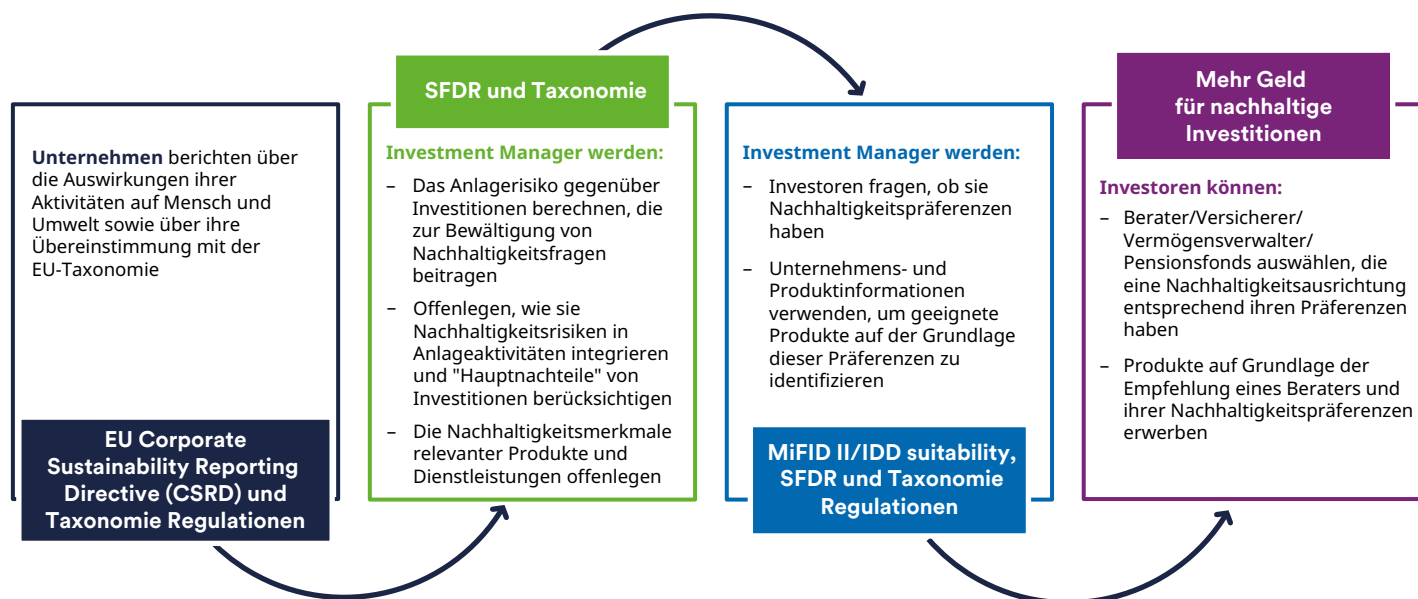 Unternehmen berichten über
die Auswirkungen ihrer
Aktivitäten auf Mensch und
Umwelt sowie über ihre
Übereinstimmung mit der
EU-Taxonomie
EU Corporate
Sustainability Reporting
Directive (CSRD) und
Taxonomie Regulationen
SFDR und Taxonomie
Investment Manager werden:
– Das Anlagerisiko gegenüber
Investitionen berechnen, die
zur Bewältigung von
Nachhaltigkeitsfragen
beitragen
– Offenlegen, wie sie
Nachhaltigkeitsrisiken in
Anlageaktivitäten integrieren
und "Hauptnachteile" von
Investitionen berücksichtigen
– Die Nachhaltigkeitsmerkmale
relevanter Produkte und
Dienstleistungen offenlegen
Investment Manager werden:
– Investoren fragen, ob sie
Nachhaltigkeitspräferenzen
haben
– Unternehmens- und
Produktinformationen
verwenden, um geeignete
Produkte auf der Grundlage
dieser Präferenzen zu
identifizieren
MiFID II/IDD suitability,
SFDR und Taxonomie
Regulationen
Mehr Geld
für nachhaltige
Investitionen
Investoren können:
– Berater/Versicherer/
Vermögensverwalter/
Pensionsfonds auswählen, die
eine Nachhaltigkeitsausrichtung
entsprechend ihren Präferenzen
haben
– Produkte auf Grundlage der
Empfehlung eines Beraters und
ihrer Nachhaltigkeitspräferenzen
erwerben